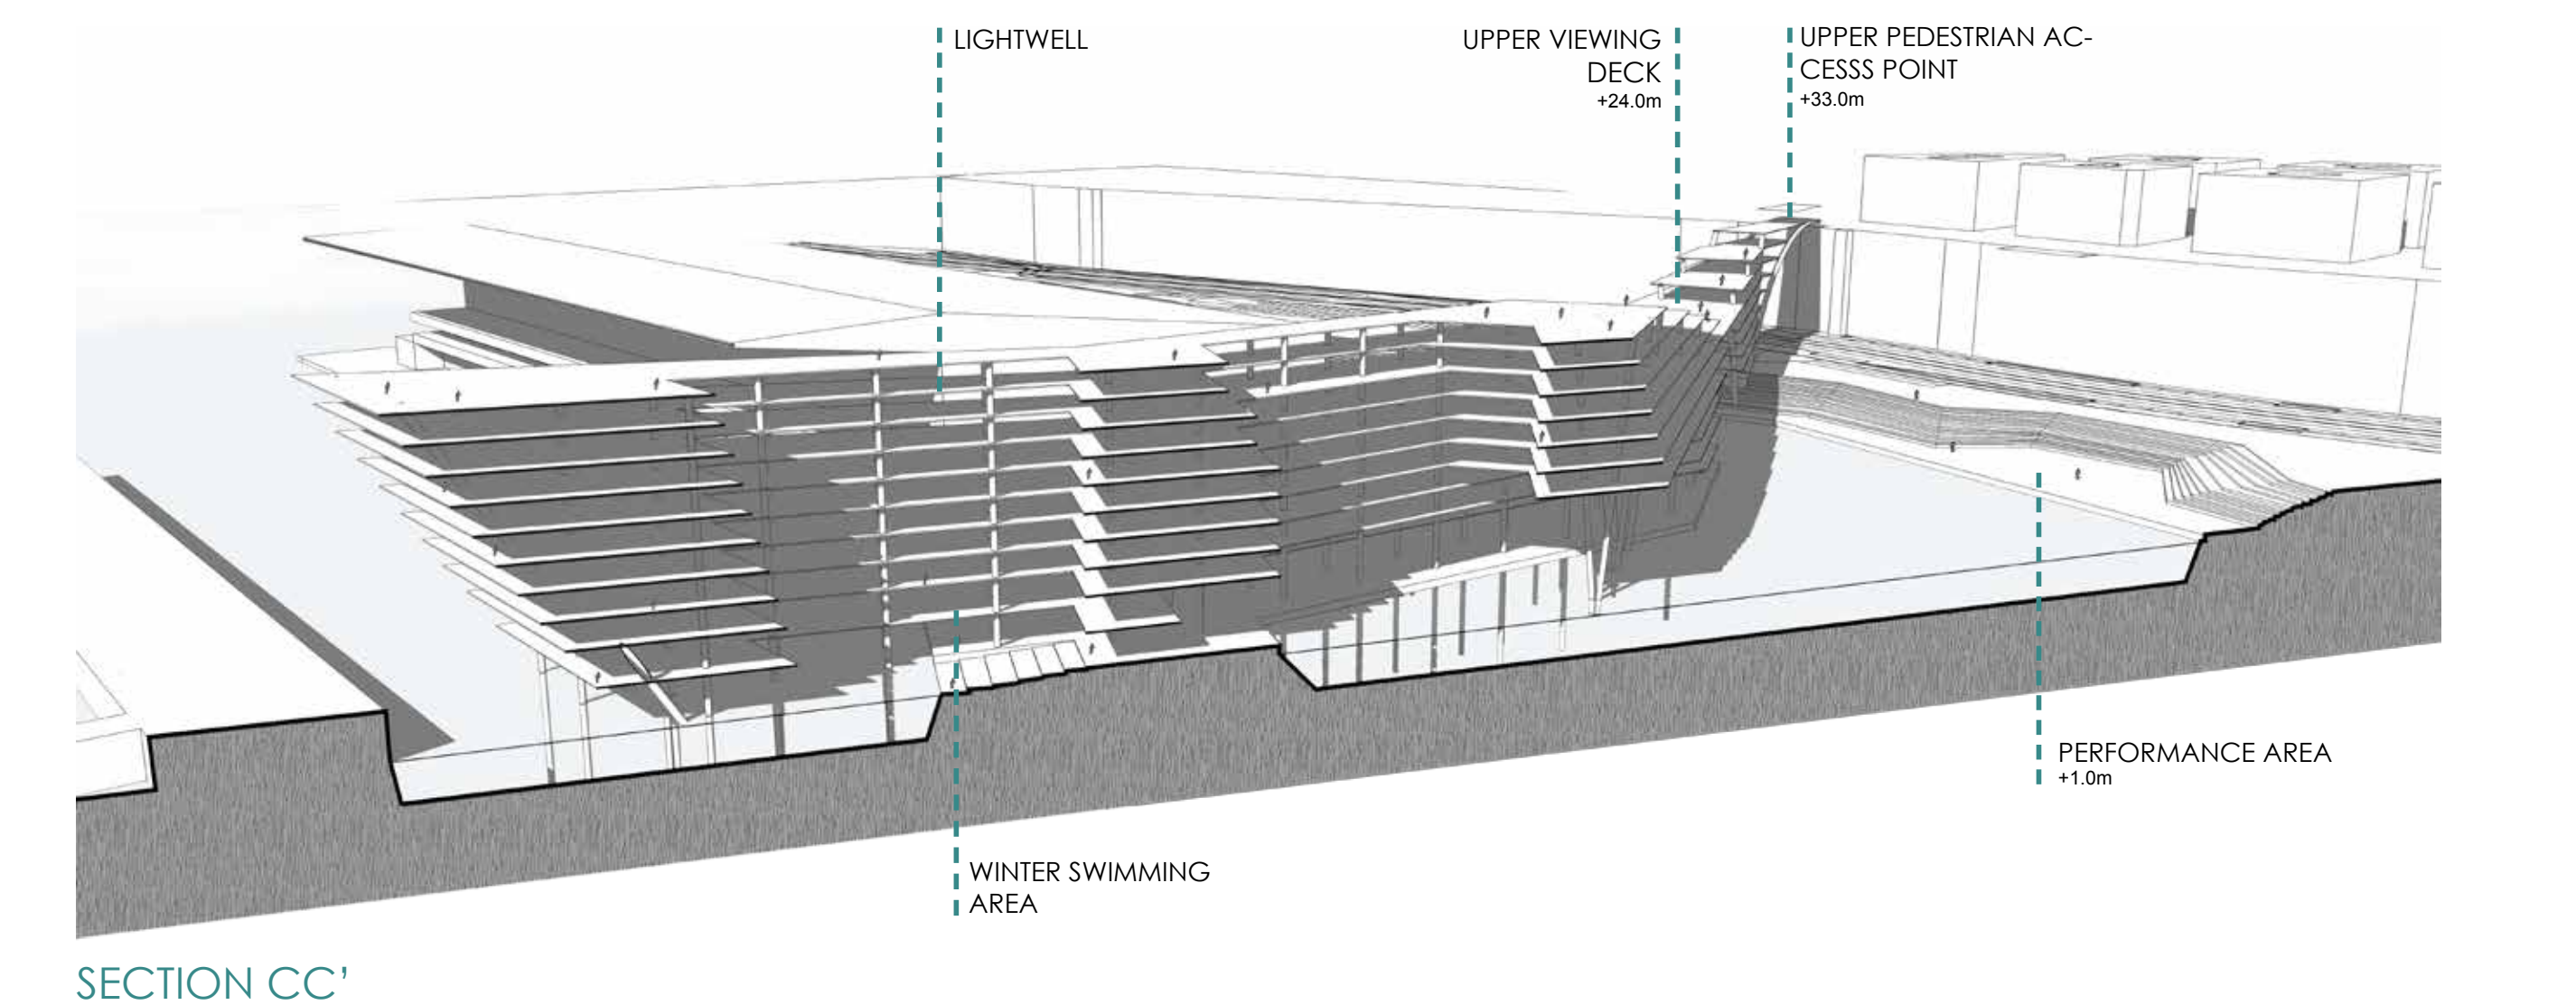 LIGHTWELL
UPPER VIEWING
DECK
+24.0m
UPPER PEDESTRIAN AC-
CESSS POINT
+33.0m
PERFORMANCE AREA
+1.0m
WINTER SWIMMING
AREA
SECTION CC’